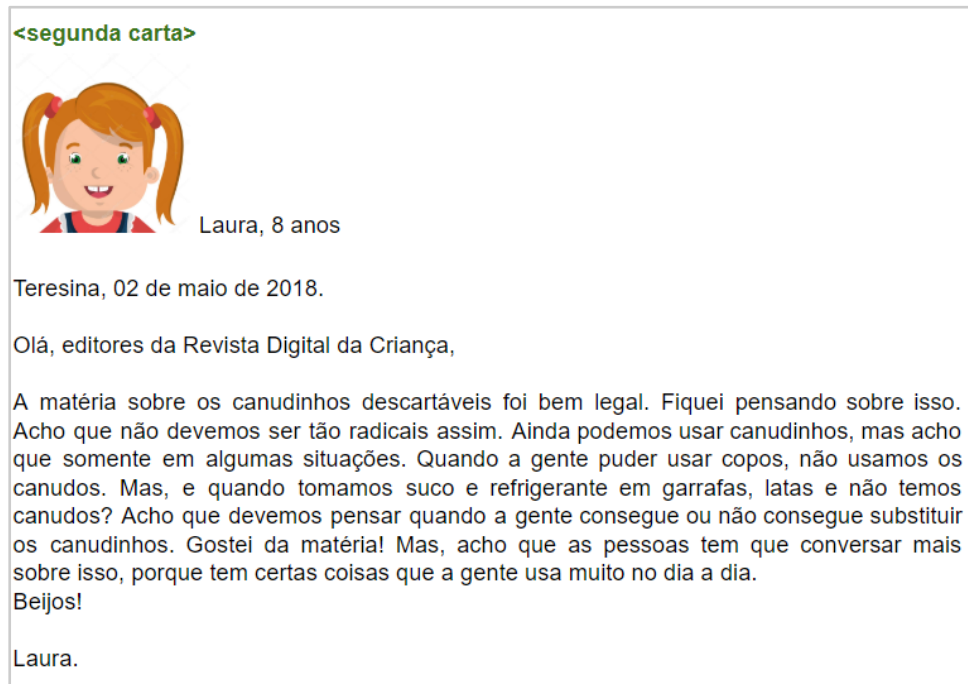 <segunda carta>
Laura, 8 anos
Teresina, 02 de maio de 2018.
Olá, editores da Revista Digital da Criança,
A matéria sobre os canudinhos descartáveis foi bem legal. Fiquei pensando sobre isso.
Acho que não devemos ser tão radicais assim. Ainda podemos usar canudinhos, mas acho
que somente em algumas situações. Quando a gente puder usar copos, não usamos os
canudos. Mas, e quando tomamos suco e refrigerante em garrafas, latas e não temos
canudos? Acho que devemos pensar quando a gente consegue ou não consegue substituir
os canudinhos. Gostei da matéria! Mas, acho que as pessoas tem que conversar mais
sobre isso, porque tem certas coisas que a gente usa muito no dia a dia.
Beijos!
Laura.